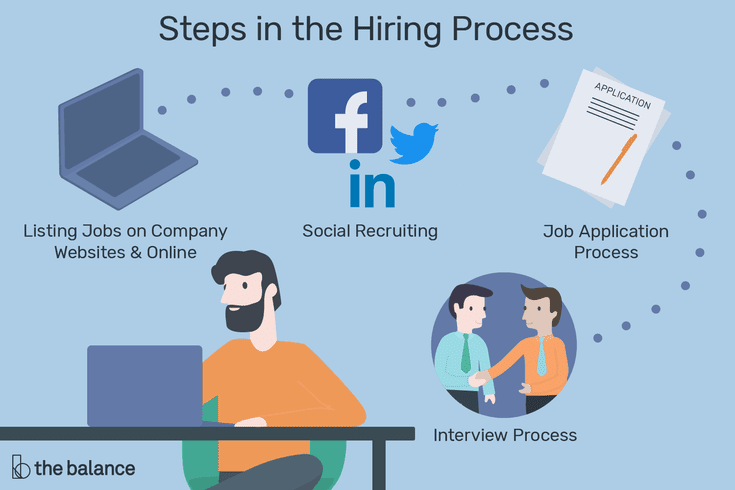 Steps in the Hiring Process
APPLICATION
Listing Jobs on Company
Websites & Online
f
in
Social Recruiting
Job Application
Process
Interview Process
b the balance